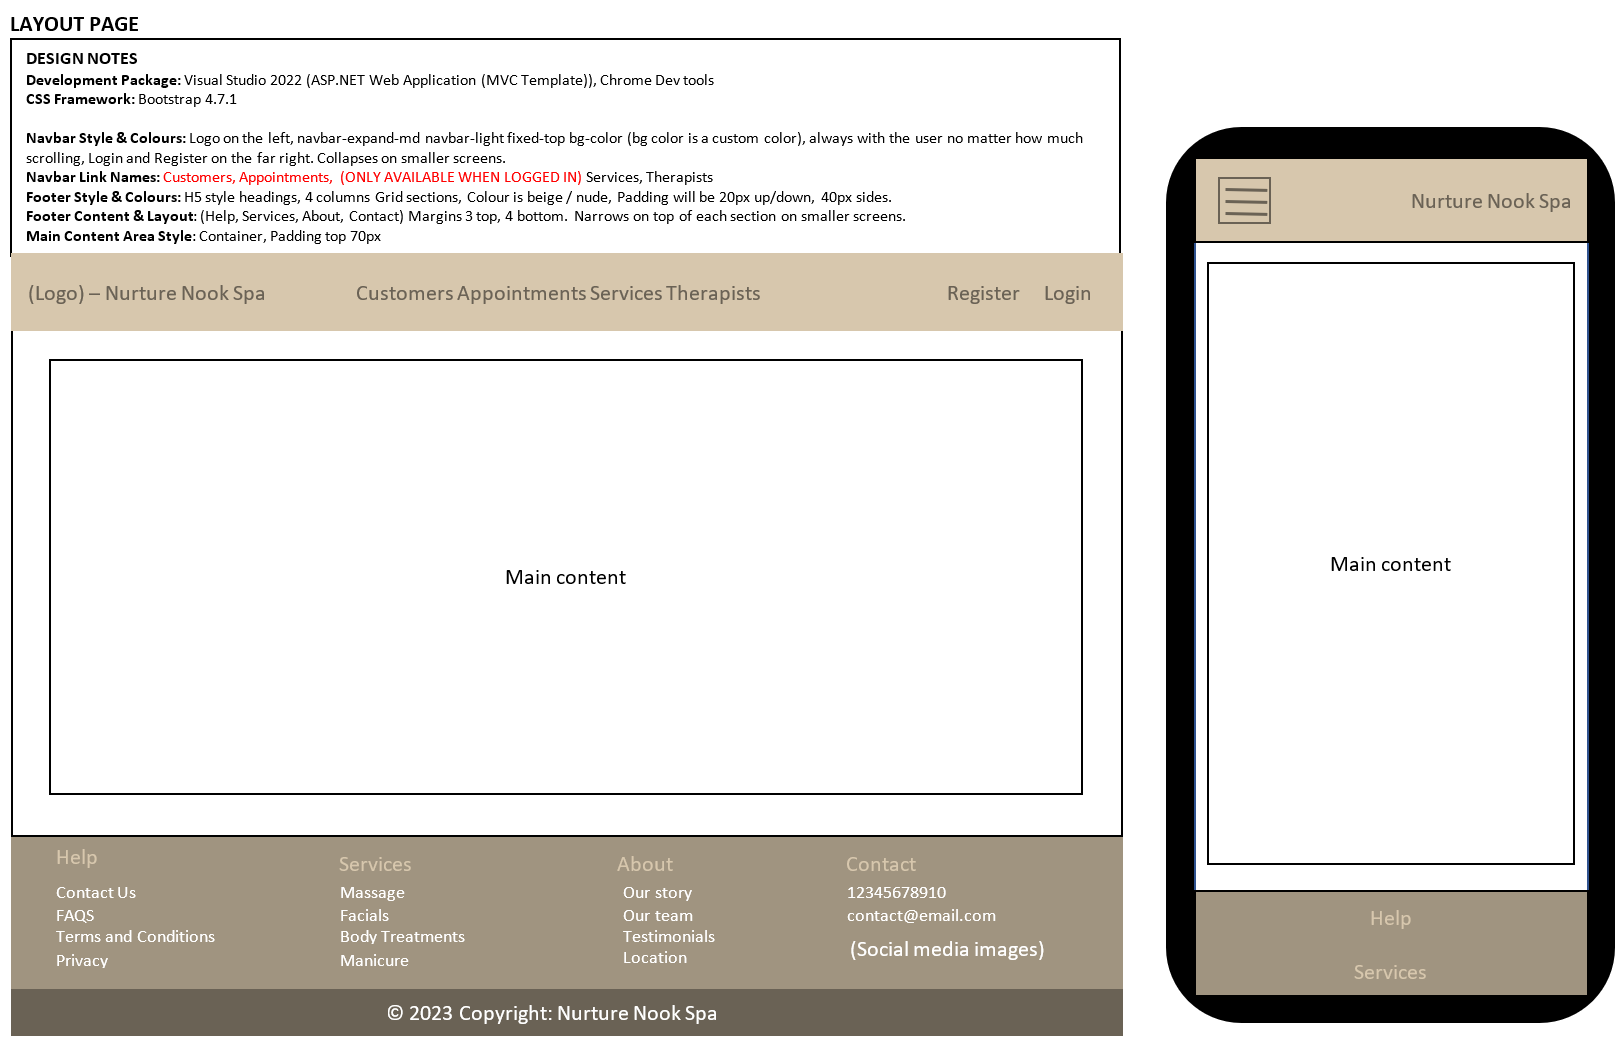 LAYOUT PAGE
DESIGN NOTES
Development Package: Visual Studio 2022 (ASP.NET Web Application (MVC Template)), Chrome Dev tools
CSS Framework: Bootstrap 4.7.1
Navbar Style & Colours: Logo on the left, navbar-expand-md navbar-light fixed-top bg-color (bg color is a custom color), always with the user no matter how much
scrolling, Login and Register on the far right. Collapses on smaller screens.
Navbar Link Names: Customers, Appointments, (ONLY AVAILABLE WHEN LOGGED IN) Services, Therapists
Footer Style & Colours: H5 style headings, 4 columns Grid sections, Colour is beige / nude, Padding will be 20px up/down, 40px sides.
Footer Content & Layout: (Help, Services, About, Contact) Margins 3 top, 4 bottom. Narrows on top of each section on smaller screens.
Main Content Area Style: Container, Padding top 70px
(Logo) – Nurture Nook Spa
Customers Appointments Services Therapists
Register Login
Main content
Help
Contact Us
FAQS
Terms and Conditions
Privacy
Services
Massage
Facials
Body Treatments
Manicure
About
Our story
Our team
Testimonials
Location
Contact
12345678910
contact@email.com
(Social media images)
© 2023 Copyright: Nurture Nook Spa
Nurture Nook Spa
Main content
Help
Services